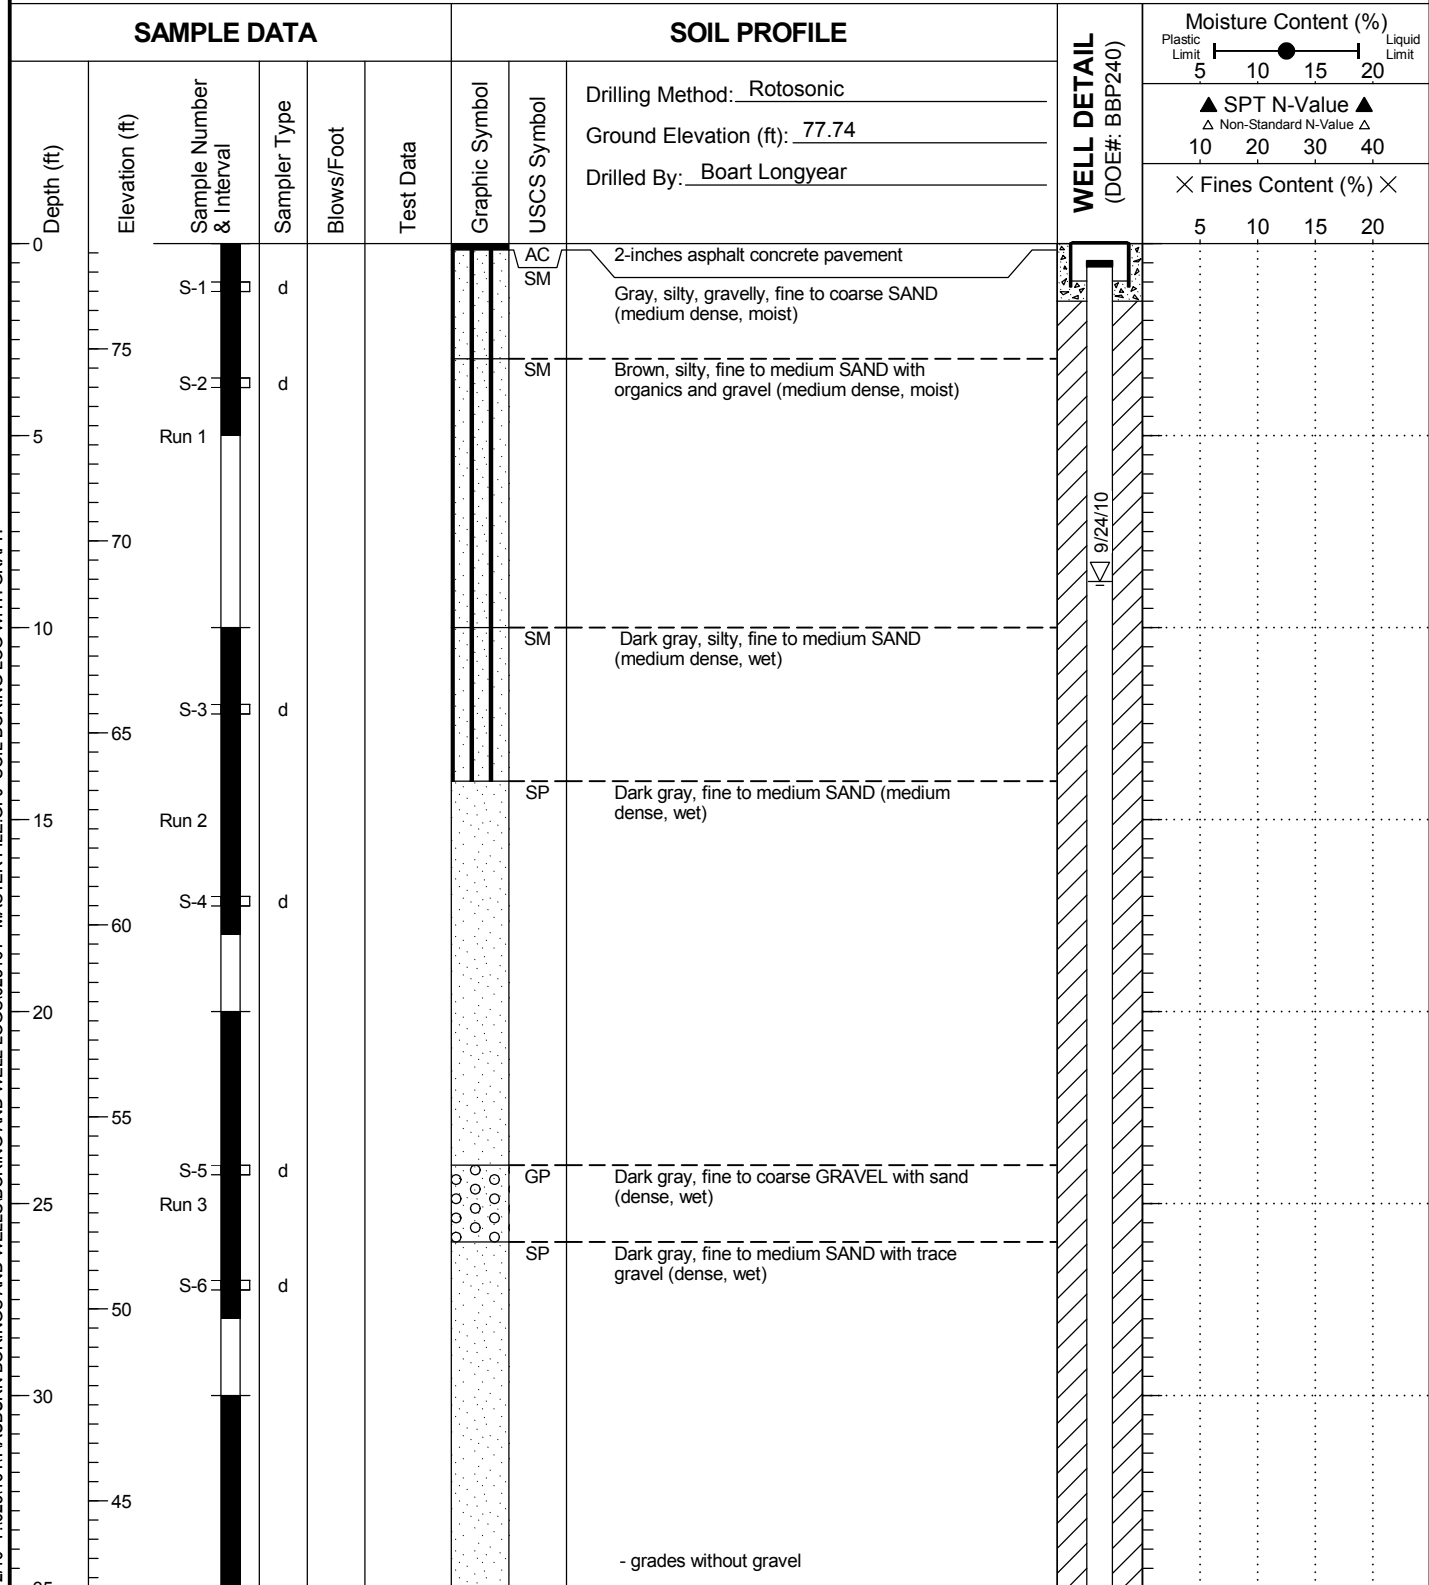 SAMPLE DATA
SOIL PROFILE
WELL DETAIL
(DOE#: BBP240)
Moisture Content (%)
Plastic Limit
Liquid Limit
5 10 15 20
▲ SPT N-Value ▲
△ Non-Standard N-Value △
10 20 30 40
✕ Fines Content (%) ✕
5 10 15 20
Depth (ft)
Elevation (ft)
Sample Number
& Interval
Sampler Type
Blows/Foot
Test Data
Graphic Symbol
USCS Symbol
Drilling Method: Rotosonic
Ground Elevation (ft): 77.74
Drilled By: Boart Longyear
0
AC 2-inches asphalt concrete pavement
SM
S-1 d
Gray, silty, gravelly, fine to coarse SAND
(medium dense, moist)
75
SM Brown, silty, fine to medium SAND with
S-2 d organics and gravel (medium dense, moist)
5 Run 1
9/24/10
70
10
SM Dark gray, silty, fine to medium SAND
(medium dense, wet)
S-3 d
65
SP Dark gray, fine to medium SAND (medium
dense, wet)
15 Run 2
S-4 d
60
20
55
S-5 d GP Dark gray, fine to coarse GRAVEL with sand
(dense, wet)
25 Run 3
SP Dark gray, fine to medium SAND with trace
gravel (dense, wet)
S-6 d
50
30
45
- grades without gravel